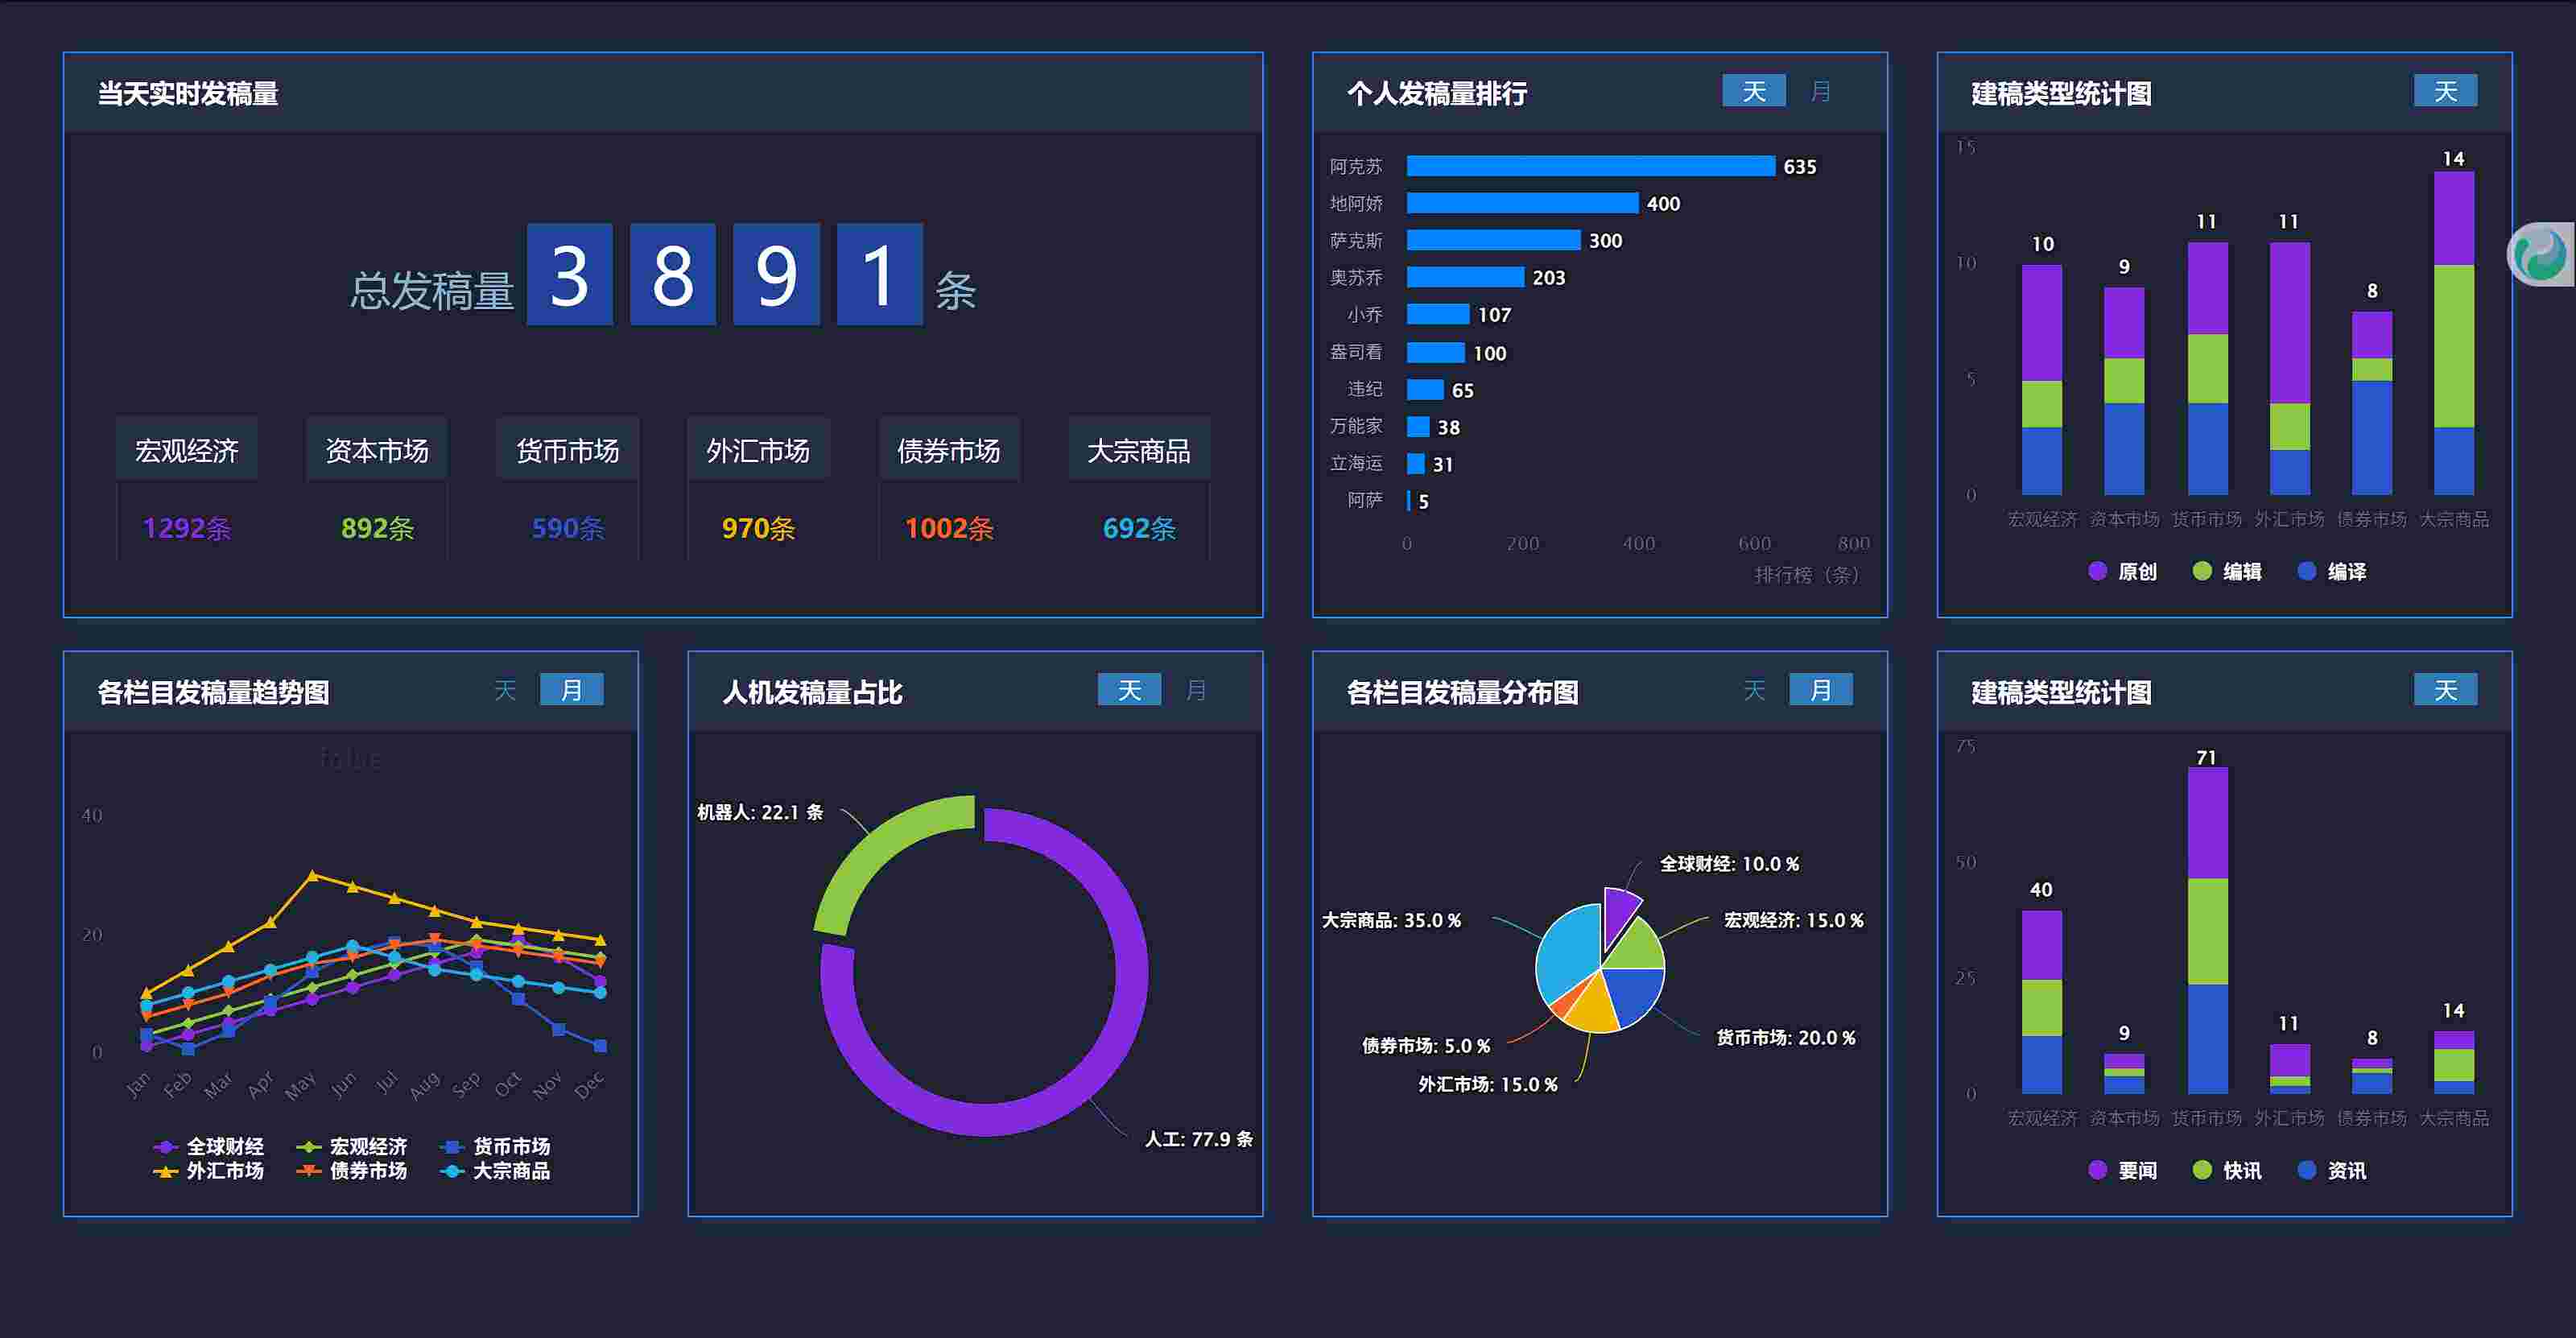 当天实时发稿量
总发稿量 3 8 9 1 条
宏观经济 资本市场 货币市场 外汇市场 债券市场 大宗商品
1292条 892条 590条 970条 1002条 692条
个人发稿量排行 天 月
阿克苏 635
地阿娇 400
萨克斯 300
奥苏乔 203
小乔 107
盎司看 100
违纪 65
万能家 38
立海运 31
阿萨 5
0 200 400 600 800
排行榜（条）
建稿类型统计图 天
15
14
11 11
10
10
9
8
5
0
宏观经济 资本市场 货币市场 外汇市场 债券市场 大宗商品
原创 编辑 编译
各栏目发稿量趋势图 天 月
40
20
0
Jan Feb Mar Apr May Jun Jul Aug Sep Oct Nov Dec
全球财经 宏观经济 货币市场
外汇市场 债券市场 大宗商品
人机发稿量占比 天 月
机器人: 22.1 条
人工: 77.9 条
各栏目发稿量分布图 天 月
全球财经: 10.0 %
大宗商品: 35.0 %
宏观经济: 15.0 %
货币市场: 20.0 %
债券市场: 5.0 %
外汇市场: 15.0 %
建稿类型统计图 天
75
71
50
40
25
14
11
9
8
0
宏观经济 资本市场 货币市场 外汇市场 债券市场 大宗商品
要闻 快讯 资讯